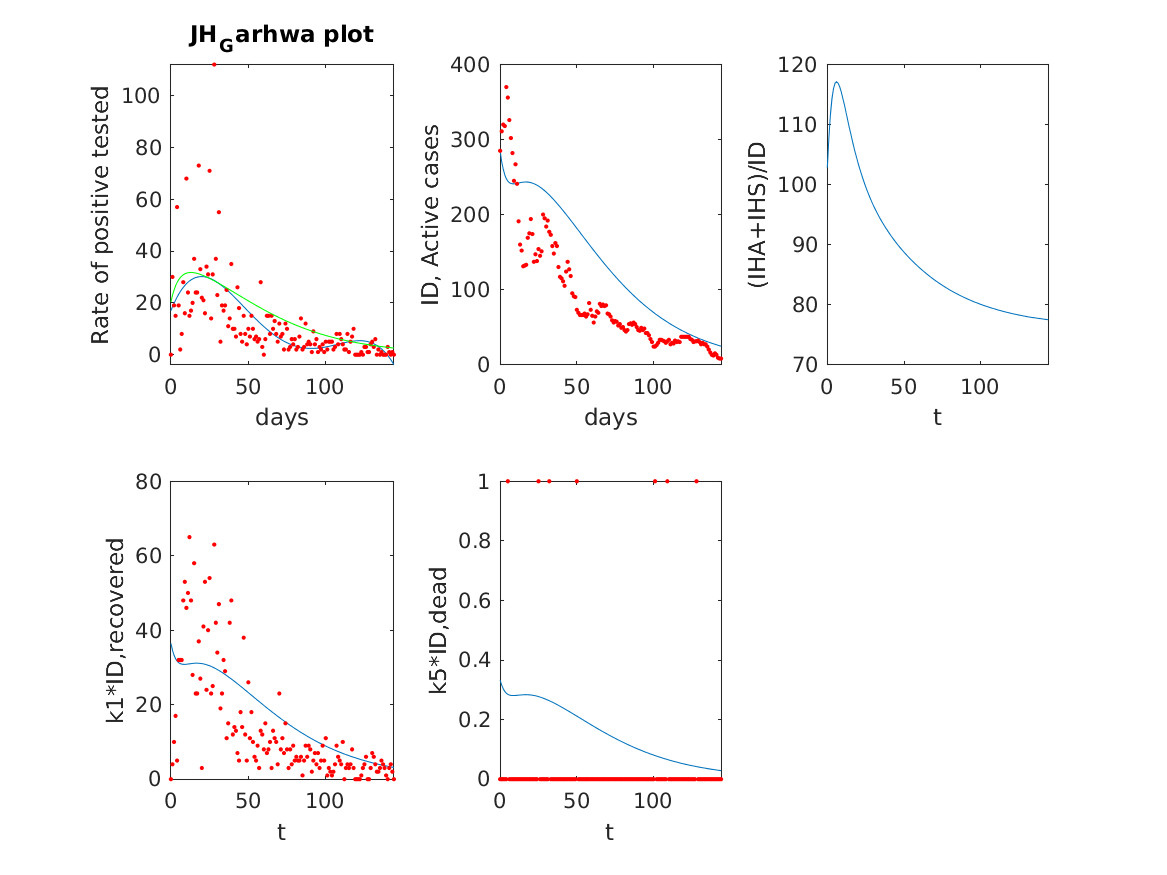 JH_Garhwa plot
Rate of positive tested
100
80
60
40
20
0
0 50 100
days
ID, Active cases
400
300
200
100
0
0 50 100
days
(IHA+IHS)/ID
120
110
100
90
80
70
0 50 100
t
k1*ID,recovered
80
60
40
20
0
0 50 100
t
k5*ID,dead
1
0.8
0.6
0.4
0.2
0
0 50 100
t